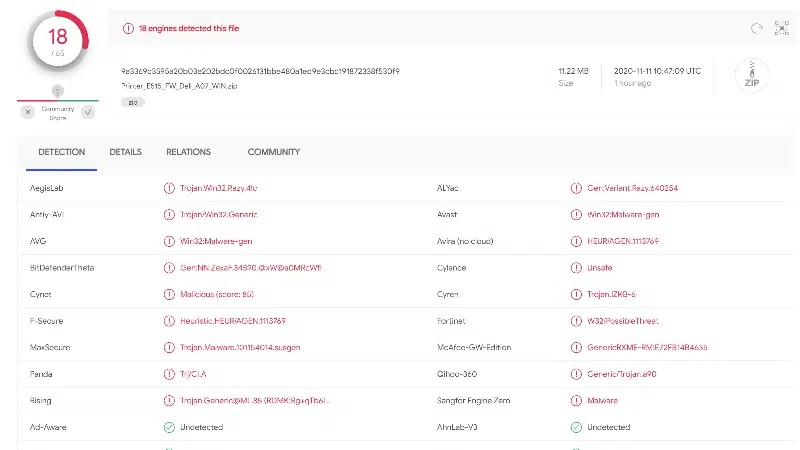 18
/ 65
Community
Score
18 engines detected this file
9a3369c3595a20b03e202bdc0f0026131bbe480a1ed9e3cbc191872338f530f9
Printer_E515_FW_Dell_A07_WIN.zip
zip
11.22 MB
Size
2020-11-11 10:47:09 UTC
1 hour ago
ZIP
DETECTION DETAILS RELATIONS COMMUNITY
AegisLab Trojan.Win32.Razy.4!c ALYac Gen:Variant.Razy.640254
Antiy-AVL Trojan/Win32.Generic Avast Win32:Malware-gen
AVG Win32:Malware-gen Avira (no cloud) HEUR/AGEN.1113769
BitDefenderTheta Gen:NN.ZexaF.34590.@xW@a0MRcWfI Cylance Unsafe
Cynet Malicious (score: 85) Cyren Trojan.IZKB-6
F-Secure Heuristic.HEUR/AGEN.1113769 Fortinet W32/PossibleThreat
MaxSecure Trojan.Malware.101154014.susgen McAfee-GW-Edition GenericRXME-RM!E72FB14B4635
Panda Trj/CI.A Qihoo-360 Generic/Trojan.a90
Rising Trojan.Generic@ML.86 (RDMK:Rg+qTb6I... Sangfor Engine Zero Malware
Ad-Aware Undetected AhnLab-V3 Undetected